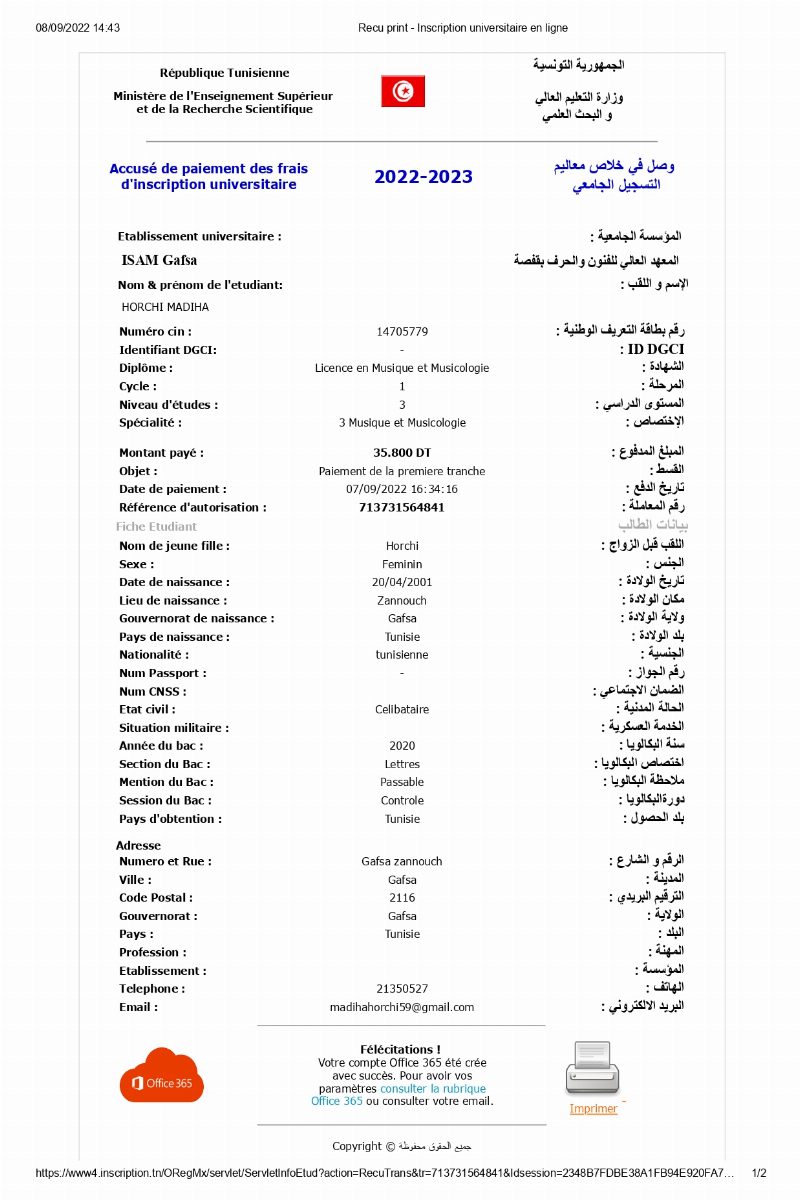 08/09/2022 14:43 Recu print - Inscription universitaire en ligne
République Tunisienne الجمهورية التونسية
Ministère de l'Enseignement Supérieur وزارة التعليم العالي
et de la Recherche Scientifique و البحث العلمي
Accusé de paiement des frais 2022-2023 وصل في خلاص معاليم
d'inscription universitaire التسجيل الجامعي
Etablissement universitaire : المؤسسة الجامعية :
ISAM Gafsa المعهد العالي للفنون والحرف بقفصة
Nom & prénom de l'etudiant: الإسم و اللقب :
HORCHI MADIHA
Numéro cin : 14705779 رقم بطاقة التعريف الوطنية :
Identifiant DGCI: - ID DGCI :
Diplôme : Licence en Musique et Musicologie الشهادة :
Cycle : 1 المرحلة :
Niveau d'études : 3 المستوى الدراسي :
Spécialité : 3 Musique et Musicologie الإختصاص :
Montant payé : 35.800 DT المبلغ المدفوع :
Objet : Paiement de la premiere tranche القسط :
Date de paiement : 07/09/2022 16:34:16 تاريخ الدفع :
Référence d'autorisation : 713731564841 رقم المعاملة :
Fiche Etudiant بيانات الطالب
Nom de jeune fille : Horchi اللقب قبل الزواج :
Sexe : Feminin الجنس :
Date de naissance : 20/04/2001 تاريخ الولادة :
Lieu de naissance : Zannouch مكان الولادة :
Gouvernorat de naissance : Gafsa ولاية الولادة :
Pays de naissance : Tunisie بلد الولادة :
Nationalité : tunisienne الجنسية :
Num Passport : - رقم الجواز :
Num CNSS : الضمان الاجتماعي :
Etat civil : Celibataire الحالة المدنية :
Situation militaire : الخدمة العسكرية :
Année du bac : 2020 سنة البكالويا :
Section du Bac : Lettres اختصاص البكالويا :
Mention du Bac : Passable ملاحظة البكالويا :
Session du Bac : Controle دورةالبكالويا :
Pays d'obtention : Tunisie بلد الحصول :
Adresse
Numero et Rue : Gafsa zannouch الرقم و الشارع :
Ville : Gafsa المدينة :
Code Postal : 2116 الترقيم البريدي :
Gouvernorat : Gafsa الولاية :
Pays : Tunisie البلد :
Profession : المهنة :
Etablissement : المؤسسة :
Telephone : 21350527 الهاتف :
Email : madihahorchi59@gmail.com البريد الالكتروني :
Félécitations !
Votre compte Office 365 été crée
avec succès. Pour avoir vos
paramètres consulter la rubrique
Office 365 ou consulter votre email.
Office 365
Imprimer
Copyright © جميع الحقوق محفوظة
https://www4.inscription.tn/ORegMx/servlet/ServletInfoEtud?action=RecuTrans&tr=713731564841&Idsession=2348B7FDBE38A1FB94E920FA7... 1/2